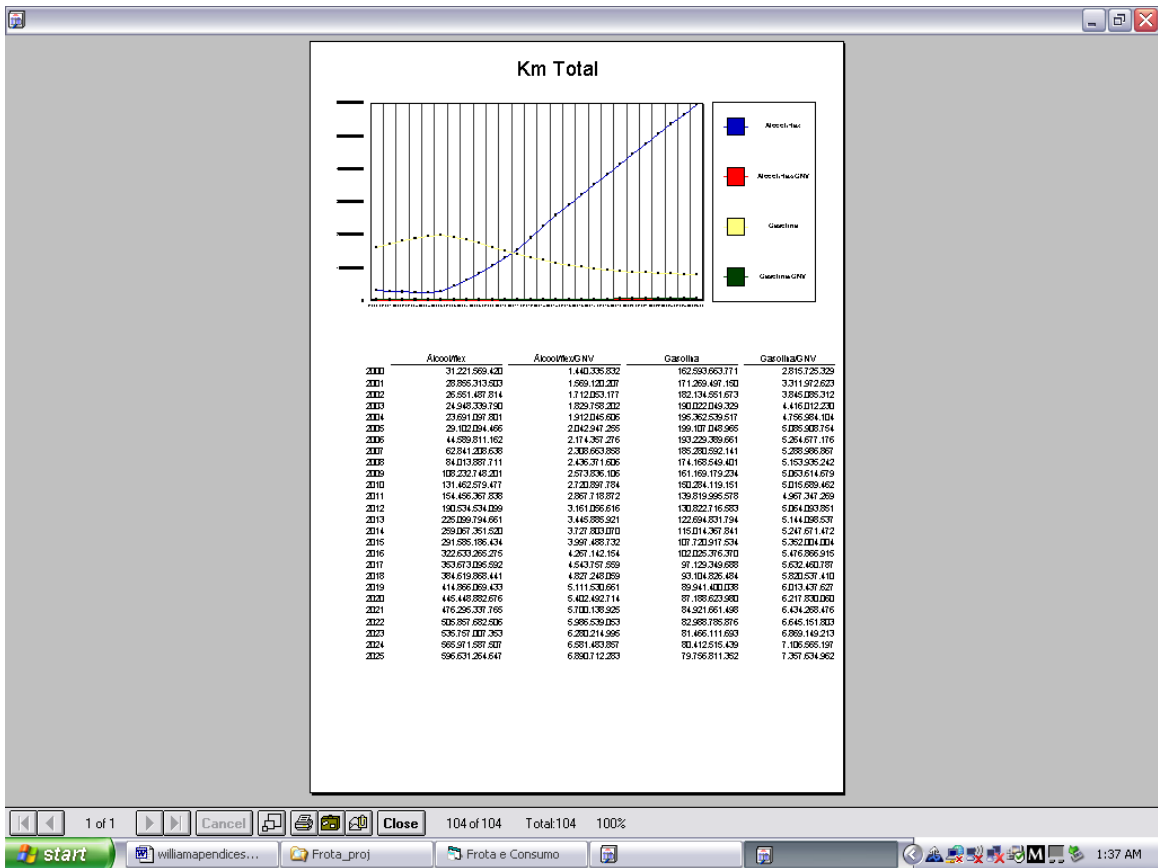 Km Total
Gasolina
Álcool/flex Álcool/flex/GNV Gasolina Gasolina/GNV
2000 31.221.569.420 1.440.335.832 162.593.663.771 2.815.725.329
2001 28.855.313.503 1.569.120.207 171.269.497.150 3.311.972.623
2002 26.551.487.814 1.712.053.177 182.134.551.673 3.845.085.312
2003 24.948.339.790 1.829.758.202 190.022.049.329 4.416.012.230
2004 23.691.097.801 1.912.045.606 195.362.539.517 4.756.984.104
2005 29.102.094.466 2.042.947.255 199.107.048.965 5.085.908.754
2006 44.589.811.162 2.174.357.276 193.229.389.661 5.264.677.176
2007 62.841.208.638 2.308.663.858 185.280.592.141 5.288.986.867
2008 84.013.887.711 2.436.371.606 174.168.549.401 5.153.935.242
2009 108.232.748.201 2.573.836.106 161.169.179.234 5.063.614.679
2010 131.462.579.477 2.720.897.784 150.284.119.151 5.015.689.462
2011 154.456.367.838 2.867.718.872 139.819.995.578 4.967.347.269
2012 190.534.534.099 3.161.056.616 130.822.716.583 5.064.093.851
2013 225.099.794.661 3.445.885.921 122.694.831.794 5.144.098.537
2014 259.067.351.520 3.727.803.070 115.014.367.841 5.247.671.472
2015 291.585.186.434 3.997.488.732 107.720.917.534 5.352.004.004
2016 322.633.265.275 4.267.142.154 102.025.376.370 5.476.866.915
2017 353.673.095.592 4.543.757.559 97.129.349.688 5.632.460.787
2018 384.619.868.441 4.827.248.059 93.104.826.484 5.820.537.410
2019 414.866.069.433 5.111.530.661 89.941.400.038 6.013.437.627
2020 445.448.882.676 5.402.492.714 87.188.623.980 6.217.830.060
2021 476.295.337.765 5.700.138.925 84.921.661.498 6.434.268.476
2022 505.857.682.506 5.986.539.053 82.988.785.876 6.645.151.803
2023 535.757.007.353 6.280.214.995 81.466.111.693 6.869.149.213
2024 565.971.587.507 6.581.483.857 80.412.515.439 7.106.565.197
2025 596.631.264.647 6.890.712.283 79.756.811.352 7.357.634.962
1 of 1 Cancel Close 104 of 104 Total:104 100%
start williamapendices... Frota_proj Frota e Consumo 1:37 AM